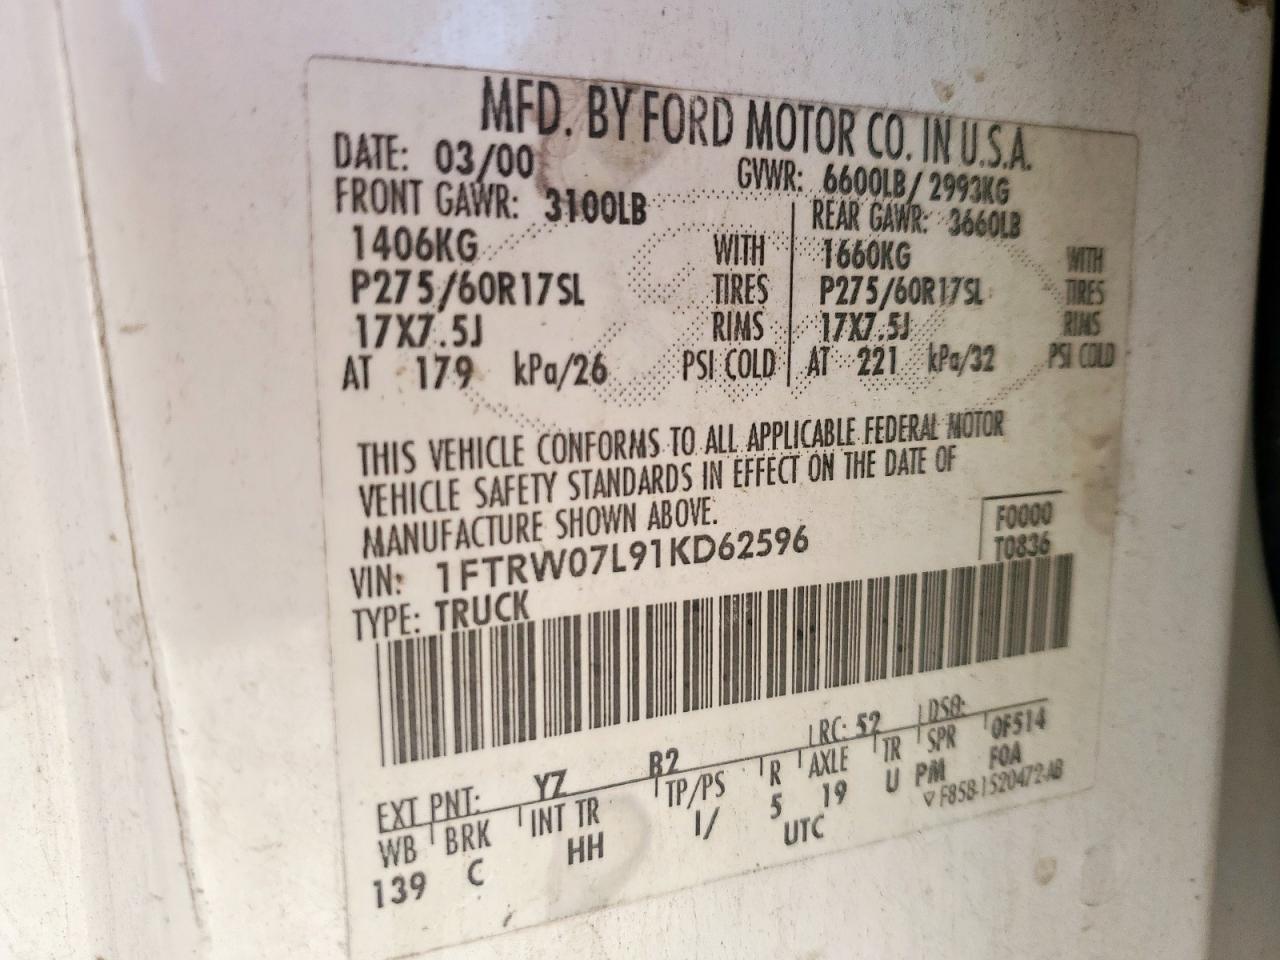 MFD. BY FORD MOTOR CO. IN U.S.A.
DATE: 03/00 GVWR: 6600LB/ 2993KG
FRONT GAWR: 3100LB REAR GAWR: 3660LB
1406KG WITH 1660KG WITH
P275/60R17SL TIRES P275/60R17SL TIRES
17X7.5J RIMS 17X7.5J RIMS
AT 179 kPa/26 PSI COLD AT 221 kPa/32 PSI COLD
THIS VEHICLE CONFORMS TO ALL APPLICABLE FEDERAL MOTOR
VEHICLE SAFETY STANDARDS IN EFFECT ON THE DATE OF
MANUFACTURE SHOWN ABOVE.
F0000
VIN: 1FTRW07L91KD62596 T0836
TYPE: TRUCK
EXT PNT: YZ B2 RC: 52 DSO:
WB BRK INT TR TP/PS R AXLE TR SPR 0F514
139 C HH 1/ 5 19 U PM F0A
UTC ▽ F85B-1520472-AB